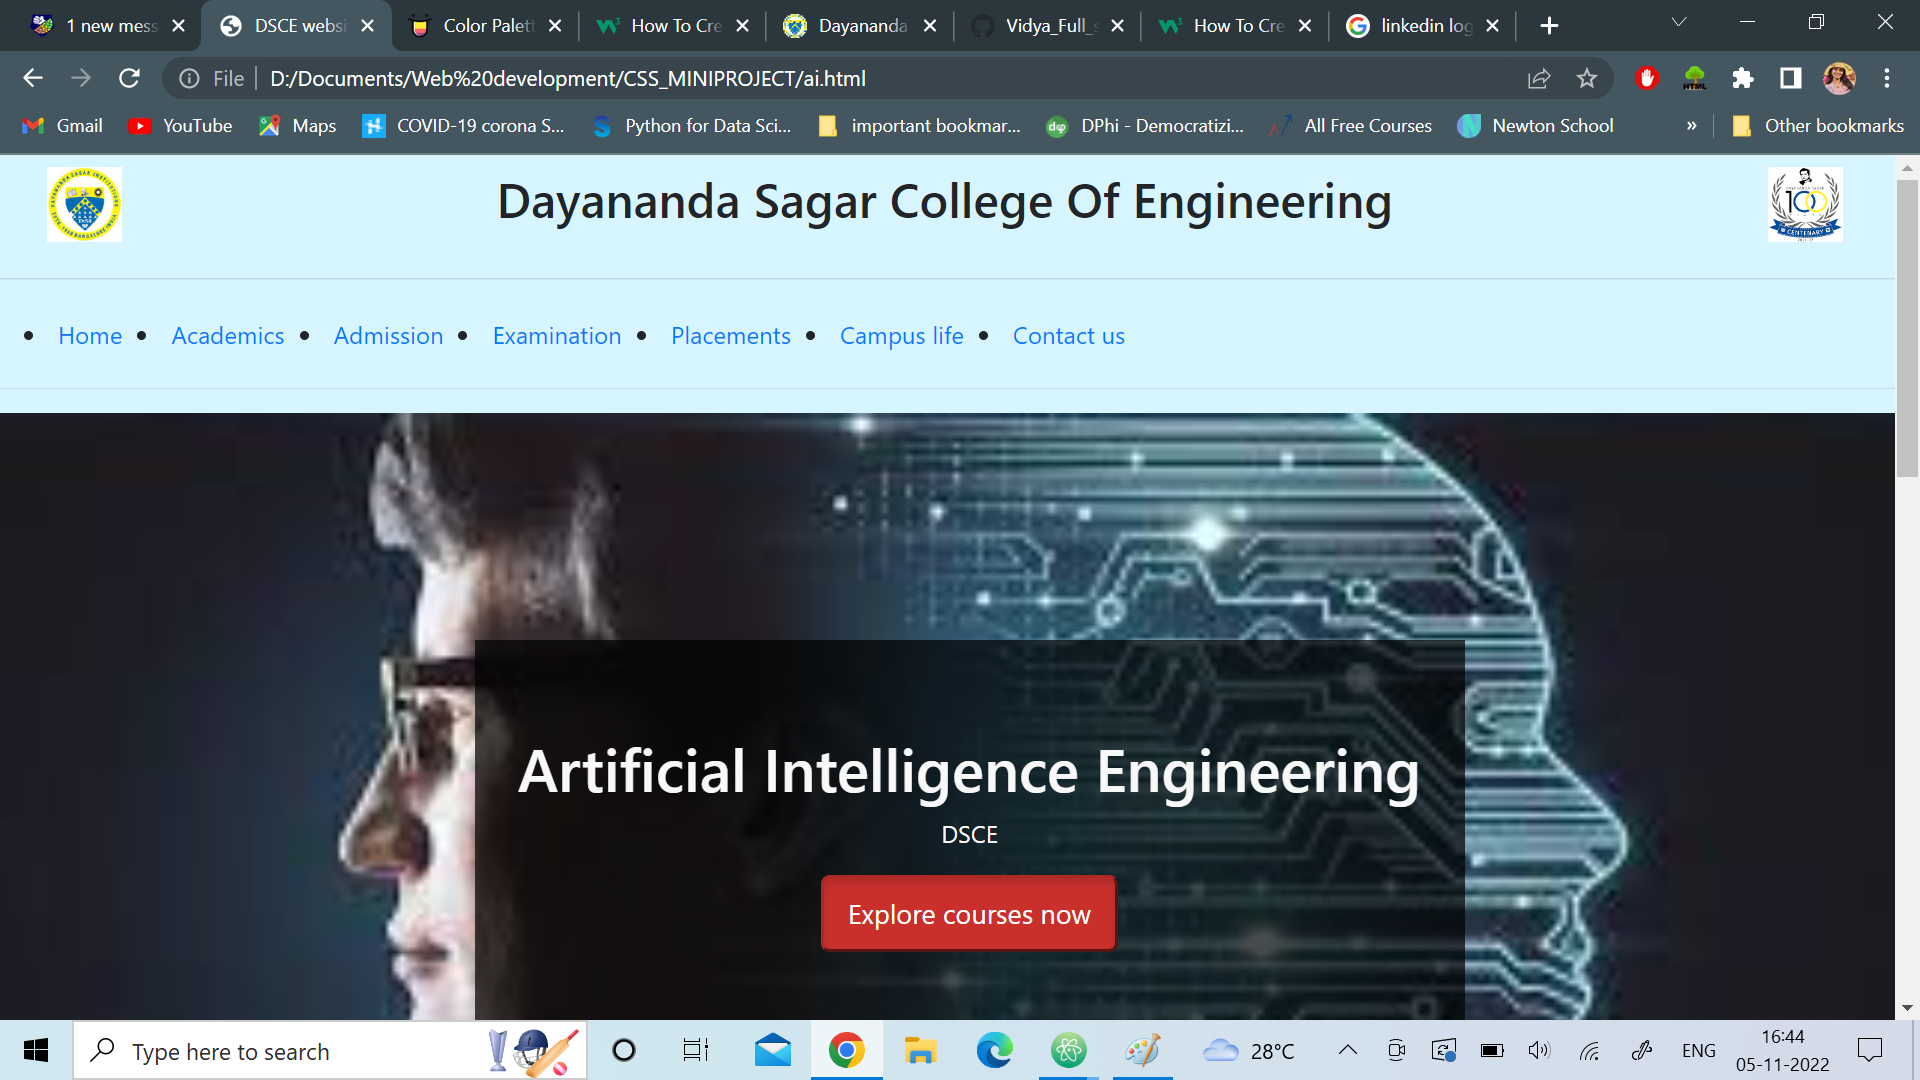 1 new mess
DSCE websi
Color Palett
How To Cre
Dayananda
Vidya_Full_s
How To Cre
linkedin log
File
D:/Documents/Web%20development/CSS_MINIPROJECT/ai.html
Gmail
YouTube
Maps
COVID-19 corona S...
Python for Data Sci...
important bookmar...
DPhi - Democratizi...
All Free Courses
Newton School
»
Other bookmarks
Dayananda Sagar College Of Engineering
100
CENTENARY
• Home • Academics • Admission • Examination • Placements • Campus life • Contact us
Artificial Intelligence Engineering
DSCE
Explore courses now
Type here to search
28°C
ENG
16:44
05-11-2022